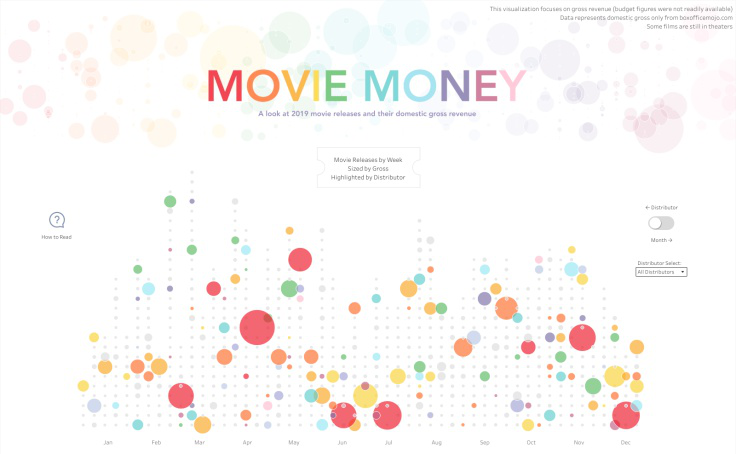 This visualization focuses on gross revenue (budget figures were not readily available)
Data represents domestic gross only from boxofficemojo.com
Some films are still in theaters
MOVIE MONEY
A look at 2019 movie releases and their domestic gross revenue
Movie Releases by Week
Sized by Gross
Highlighted by Distributor
← Distributor
?
How to Read
Month →
Distributor Select:
All Distributors
Jan Feb Mar Apr May Jun Jul Aug Sep Oct Nov Dec